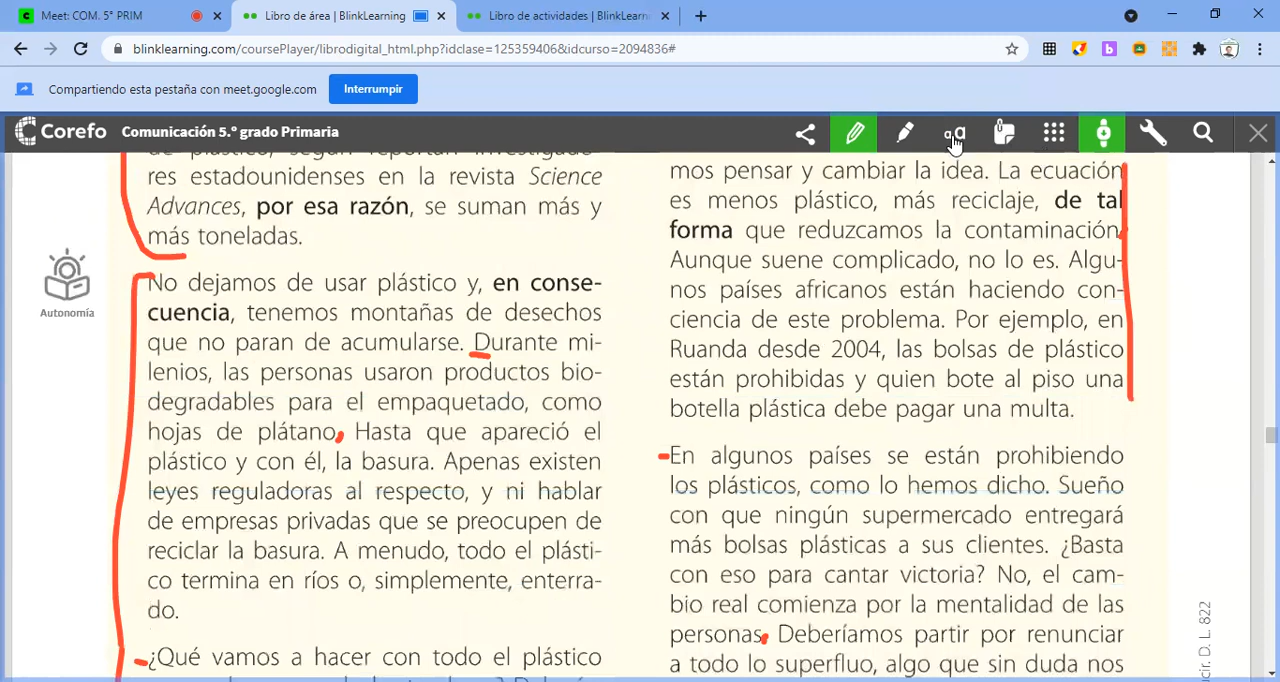 Meet: COM. 5° PRIM
Libro de área | BlinkLearning
Libro de actividades | BlinkLearn
blinklearning.com/coursePlayer/librodigital_html.php?idclase=125359406&idcurso=2094836#
Compartiendo esta pestaña con meet.google.com
Interrumpir
Corefo
Comunicación 5.º grado Primaria
res estadounidenses en la revista Science
Advances, por esa razón, se suman más y
más toneladas.
Autonomía
No dejamos de usar plástico y, en conse-
cuencia, tenemos montañas de desechos
que no paran de acumularse. Durante mi-
lenios, las personas usaron productos bio-
degradables para el empaquetado, como
hojas de plátano. Hasta que apareció el
plástico y con él, la basura. Apenas existen
leyes reguladoras al respecto, y ni hablar
de empresas privadas que se preocupen de
reciclar la basura. A menudo, todo el plásti-
co termina en ríos o, simplemente, enterra-
do.
¿Qué vamos a hacer con todo el plástico
mos pensar y cambiar la idea. La ecuación
es menos plástico, más reciclaje, de tal
forma que reduzcamos la contaminación.
Aunque suene complicado, no lo es. Algu-
nos países africanos están haciendo con-
ciencia de este problema. Por ejemplo, en
Ruanda desde 2004, las bolsas de plástico
están prohibidas y quien bote al piso una
botella plástica debe pagar una multa.
En algunos países se están prohibiendo
los plásticos, como lo hemos dicho. Sueño
con que ningún supermercado entregará
más bolsas plásticas a sus clientes. ¿Basta
con eso para cantar victoria? No, el cam-
bio real comienza por la mentalidad de las
personas. Deberíamos partir por renunciar
a todo lo superfluo, algo que sin duda nos
ucir. D. L. 822